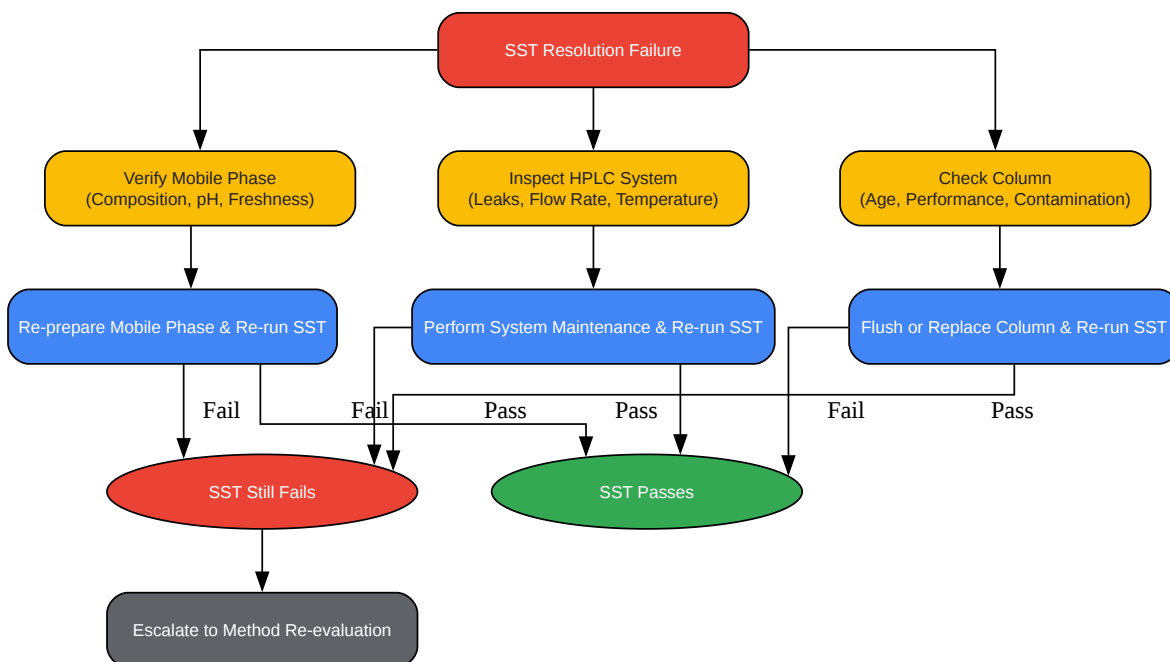 SST Resolution Failure
Verify Mobile Phase
(Composition, pH, Freshness)
Inspect HPLC System
(Leaks, Flow Rate, Temperature)
Check Column
(Age, Performance, Contamination)
Re-prepare Mobile Phase & Re-run SST
Perform System Maintenance & Re-run SST
Flush or Replace Column & Re-run SST
Fail
Fail
Pass
Pass
Fail
Pass
SST Still Fails
SST Passes
Escalate to Method Re-evaluation